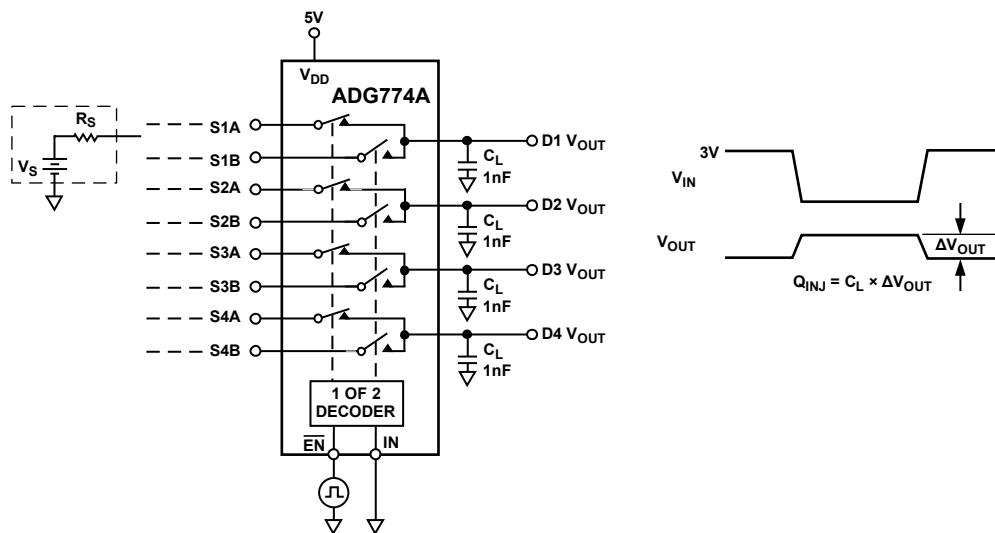 5V
VDD
ADG774A
RS
VS
S1A
S1B
S2A
S2B
S3A
S3B
S4A
S4B
D1 VOUT
CL
1nF
D2 VOUT
CL
1nF
D3 VOUT
CL
1nF
D4 VOUT
CL
1nF
1 OF 2
DECODER
EN
IN
3V
VIN
VOUT
ΔVOUT
QINJ = CL × ΔVOUT